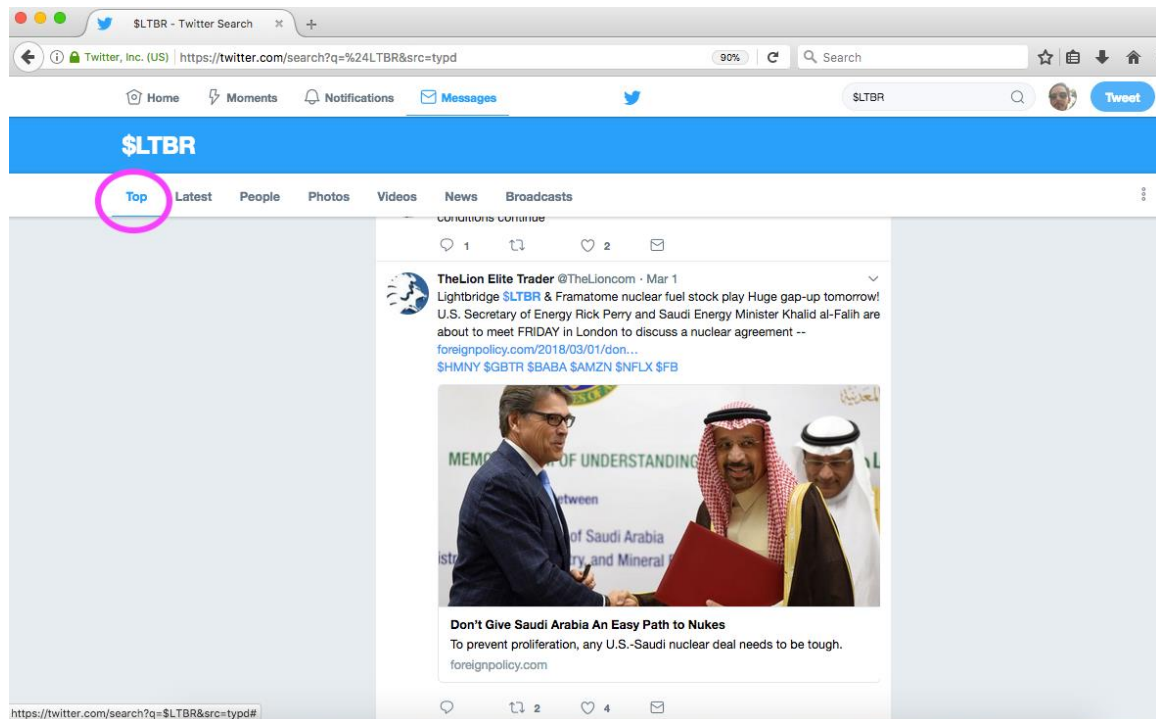 $LTBR - Twitter Search
Twitter, Inc. (US) https://twitter.com/search?q=%24LTBR&src=typd 90% Search
Home Moments Notifications Messages $LTBR Tweet
$LTBR
Top Latest People Photos Videos News Broadcasts
conditions continue
1 2
TheLion Elite Trader @TheLioncom · Mar 1
Lightbridge $LTBR & Framatome nuclear fuel stock play Huge gap-up tomorrow!
U.S. Secretary of Energy Rick Perry and Saudi Energy Minister Khalid al-Falih are
about to meet FRIDAY in London to discuss a nuclear agreement --
foreignpolicy.com/2018/03/01/don…
$HMNY $GBTR $BABA $AMZN $NFLX $FB
OF UNDERSTANDING
etween
of Saudi Arabia
and Mineral
Don't Give Saudi Arabia An Easy Path to Nukes
To prevent proliferation, any U.S.-Saudi nuclear deal needs to be tough.
foreignpolicy.com
2 4
https://twitter.com/search?q=$LTBR&src=typd#